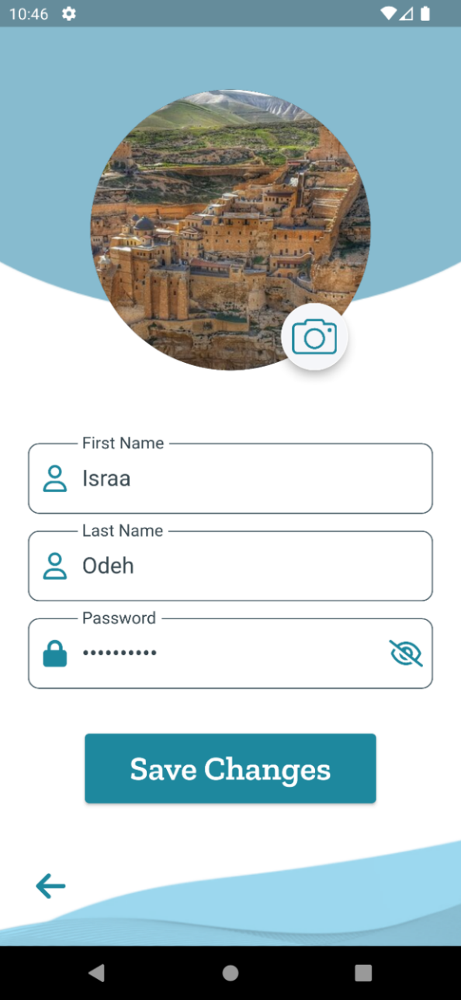 10:46
First Name
Israa
Last Name
Odeh
Password
••••••••••
Save Changes